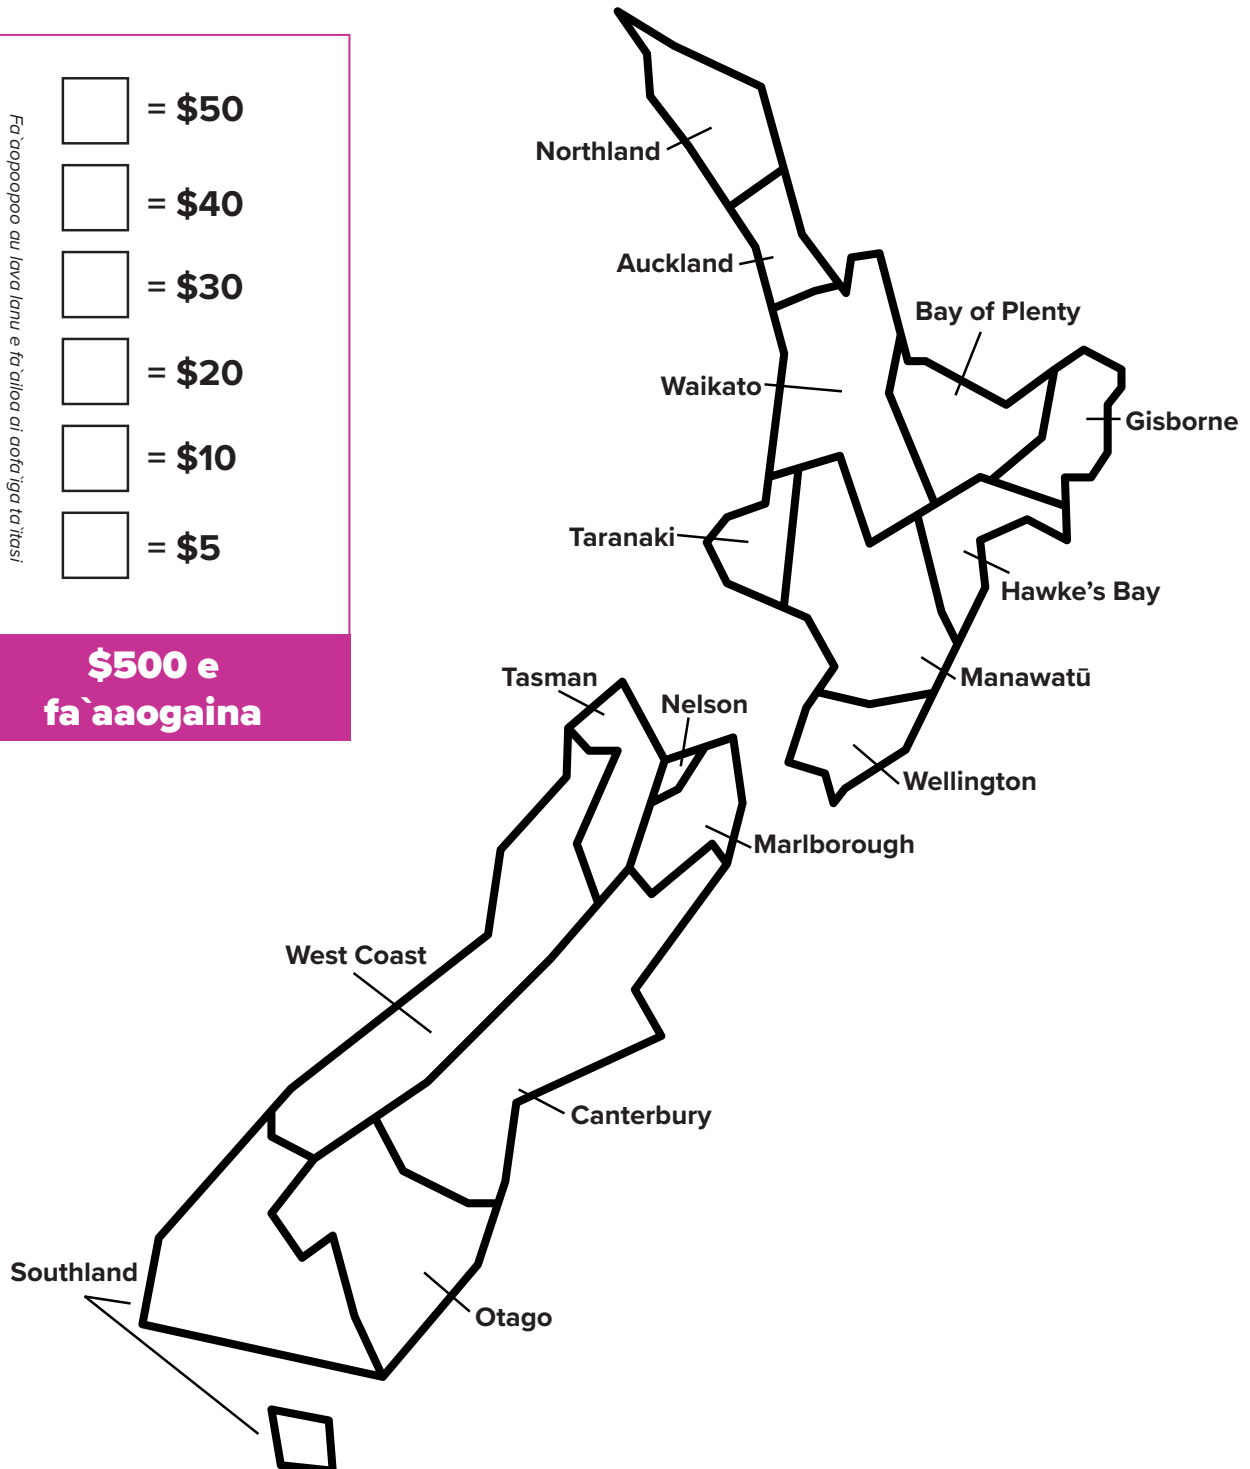 Fa`aopoopoo au lava lanu e fa`ailoa ai aofa`iga ta`itasi
= $50
= $40
= $30
= $20
= $10
= $5
$500 e
fa`aaogaina
Northland
Auckland
Bay of Plenty
Waikato
Gisborne
Taranaki
Hawke’s Bay
Manawatū
Wellington
Tasman
Nelson
Marlborough
West Coast
Canterbury
Southland
Otago